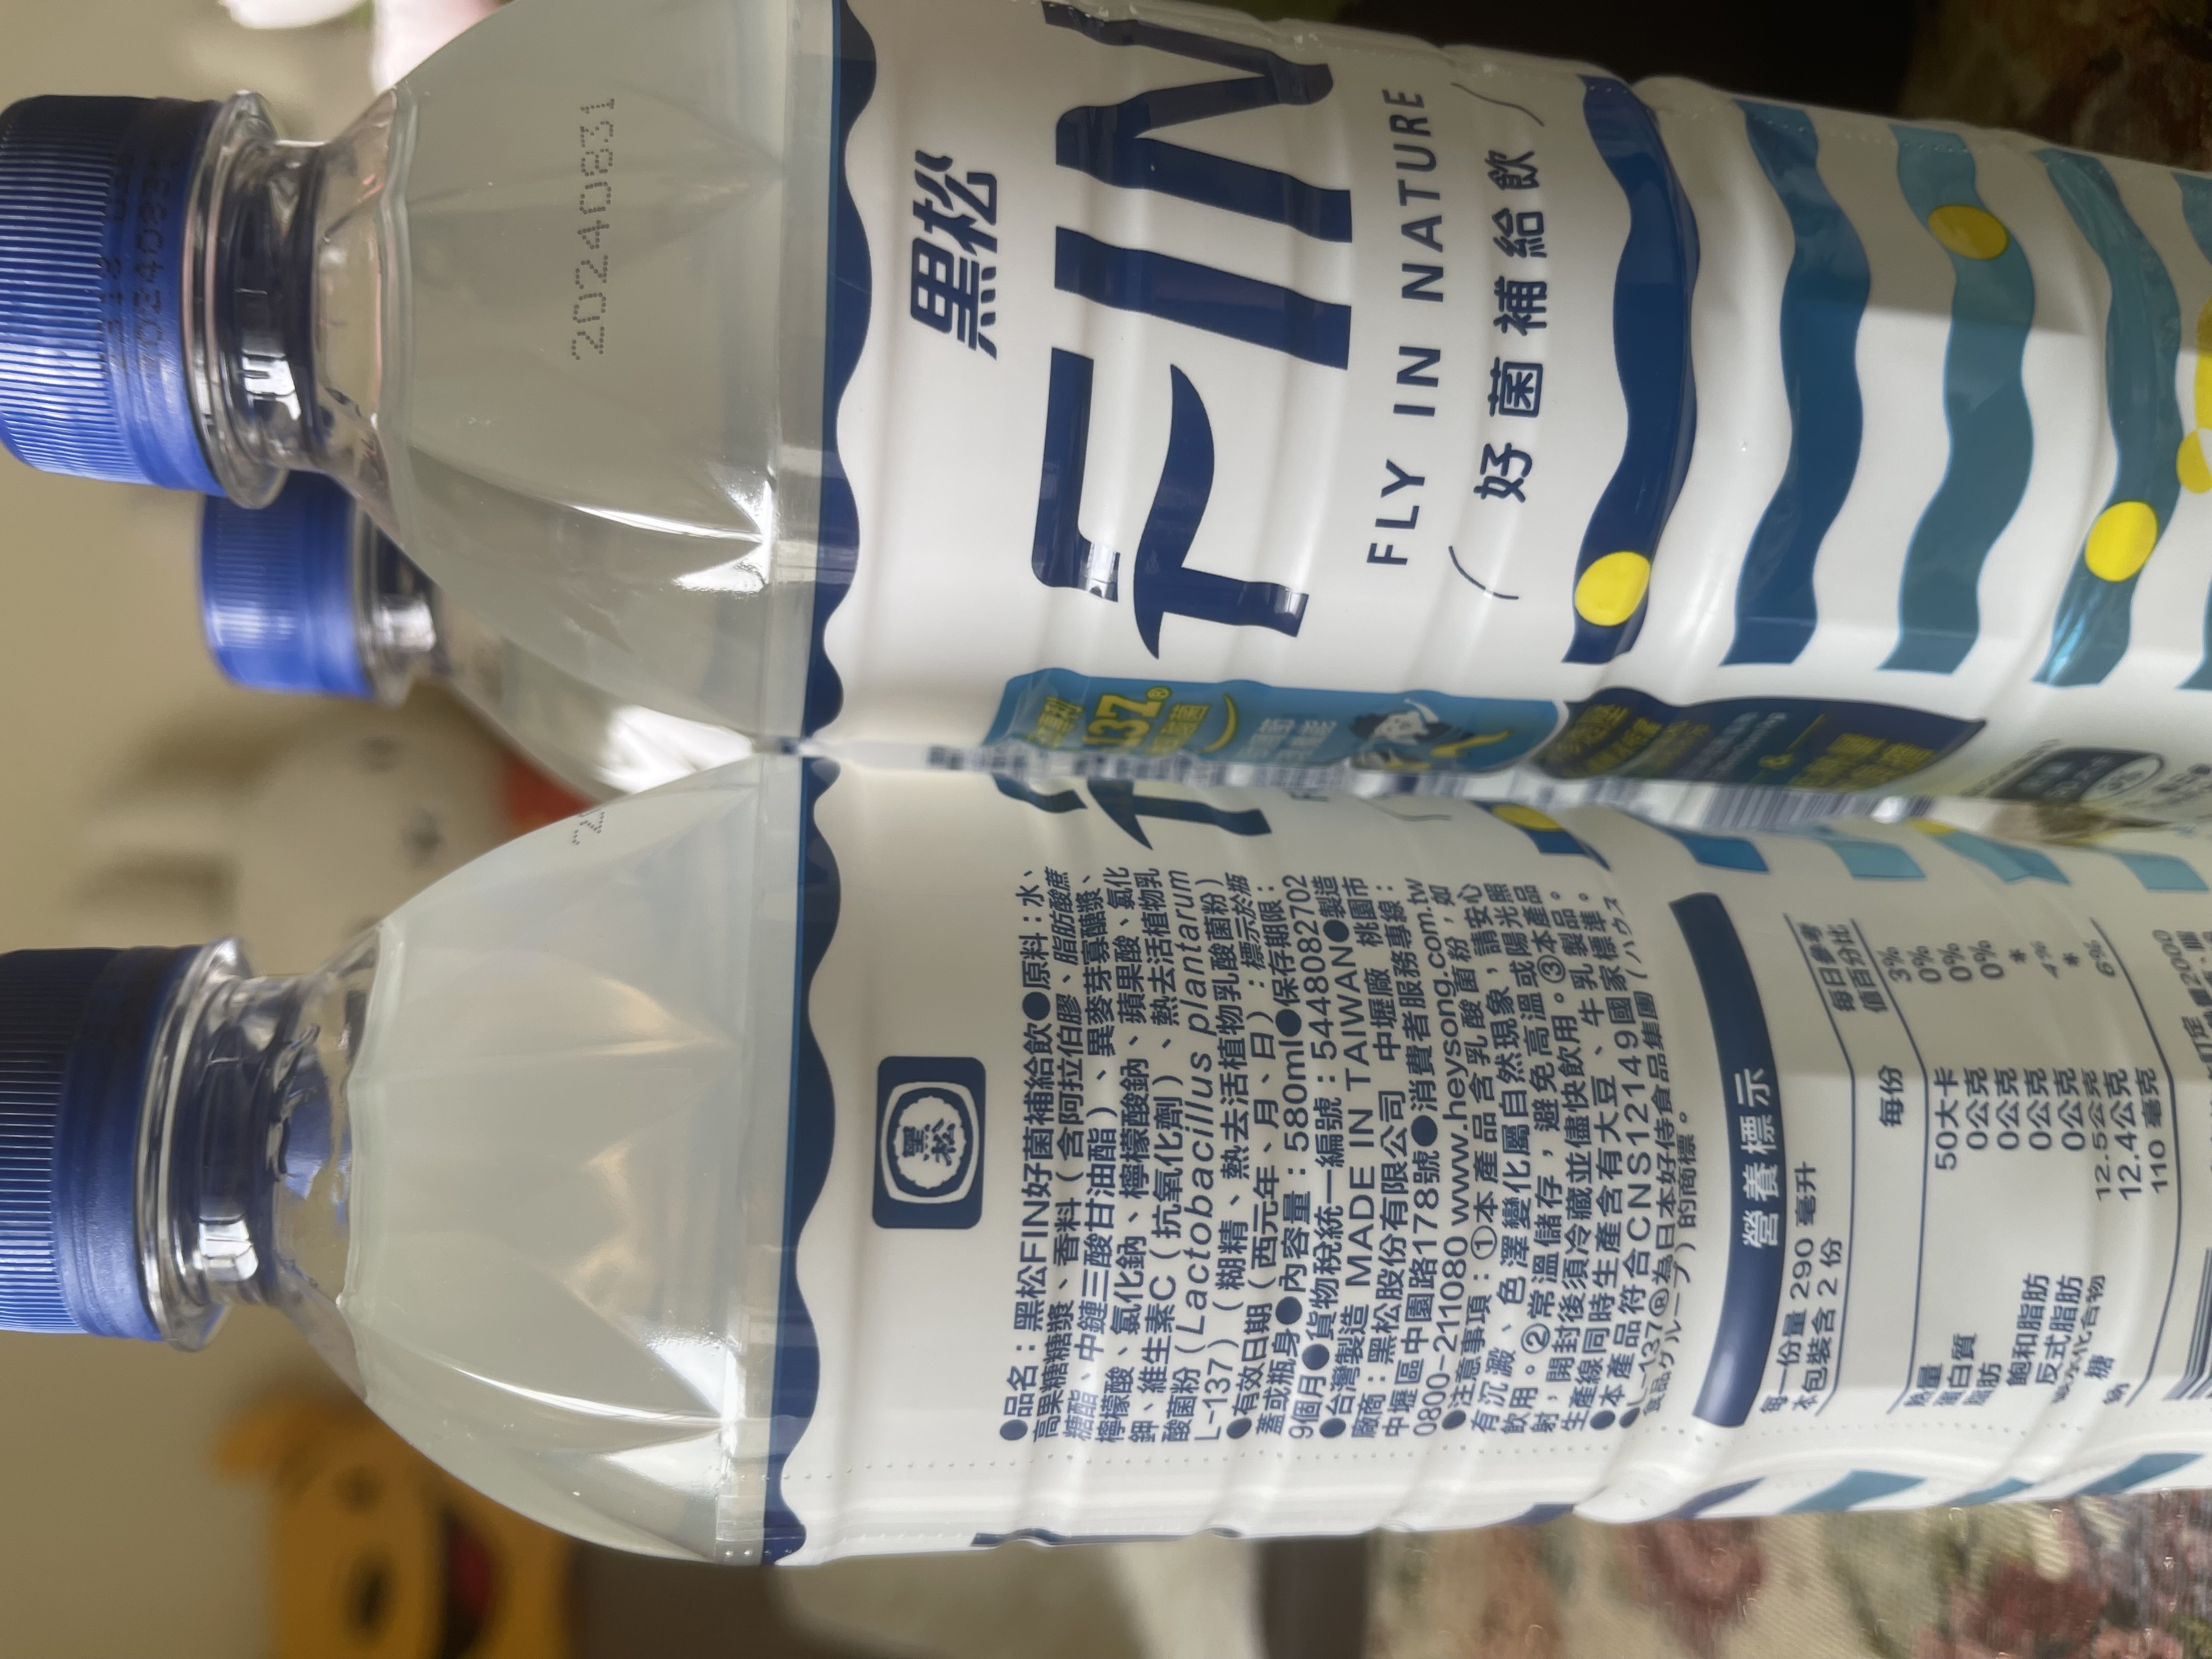 20240831
黒松
FIN
FLY IN NATURE
好菌補給飲
137
黑松
●品名：黑松FIN好菌補給飲●原料：水、
高果糖糖漿、香料（含阿拉伯膠、脂肪酸蔗
糖酯、中鏈三酸甘油酯）、異麥芽寡醣漿、
檸檬酸、氯化鈉、檸檬酸鈉、蘋果酸、氯化
鉀、維生素C（抗氧化劑）、熱去活植物乳
酸菌粉（Lactobacillus plantarum
L-137）（糊精、熱去活植物乳酸菌粉）
●有效日期（西元年、月、日）：標示於瓶
蓋或瓶身●內容量：580ml●保存期限：
9個月●貨物稅統一編號：5448082702
●台灣製造 MADE IN TAIWAN●製造
廠商：黑松股份有限公司 中壢廠 桃園市
中壢區中園路178號●消費者服務專線：
0800-211080 www.heysong.com.tw
●注意事項：①本產品含乳酸菌粉，如
有沉澱、色澤變化屬自然現象，請安心
飲用。②常溫儲存，避免高溫或陽光照
射，開封後須冷藏並儘快飲用。③本產品
生產線同時生產含有大豆、牛乳製品。
●本產品符合CNS12149國家標準。
●L-137®為日本好侍食品集團（ハウス
食品グループ）的商標。
營養標示
每一份量 290 毫升
本包裝含 2 份
每份 每日參考值百分比
熱量 50大卡 3%
蛋白質 0公克 0%
脂肪 0公克 0%
飽和脂肪 0公克 0%
反式脂肪 0公克 *
碳水化合物 12.5公克 4%
糖 12.4公克 *
鈉 110 毫克 6%